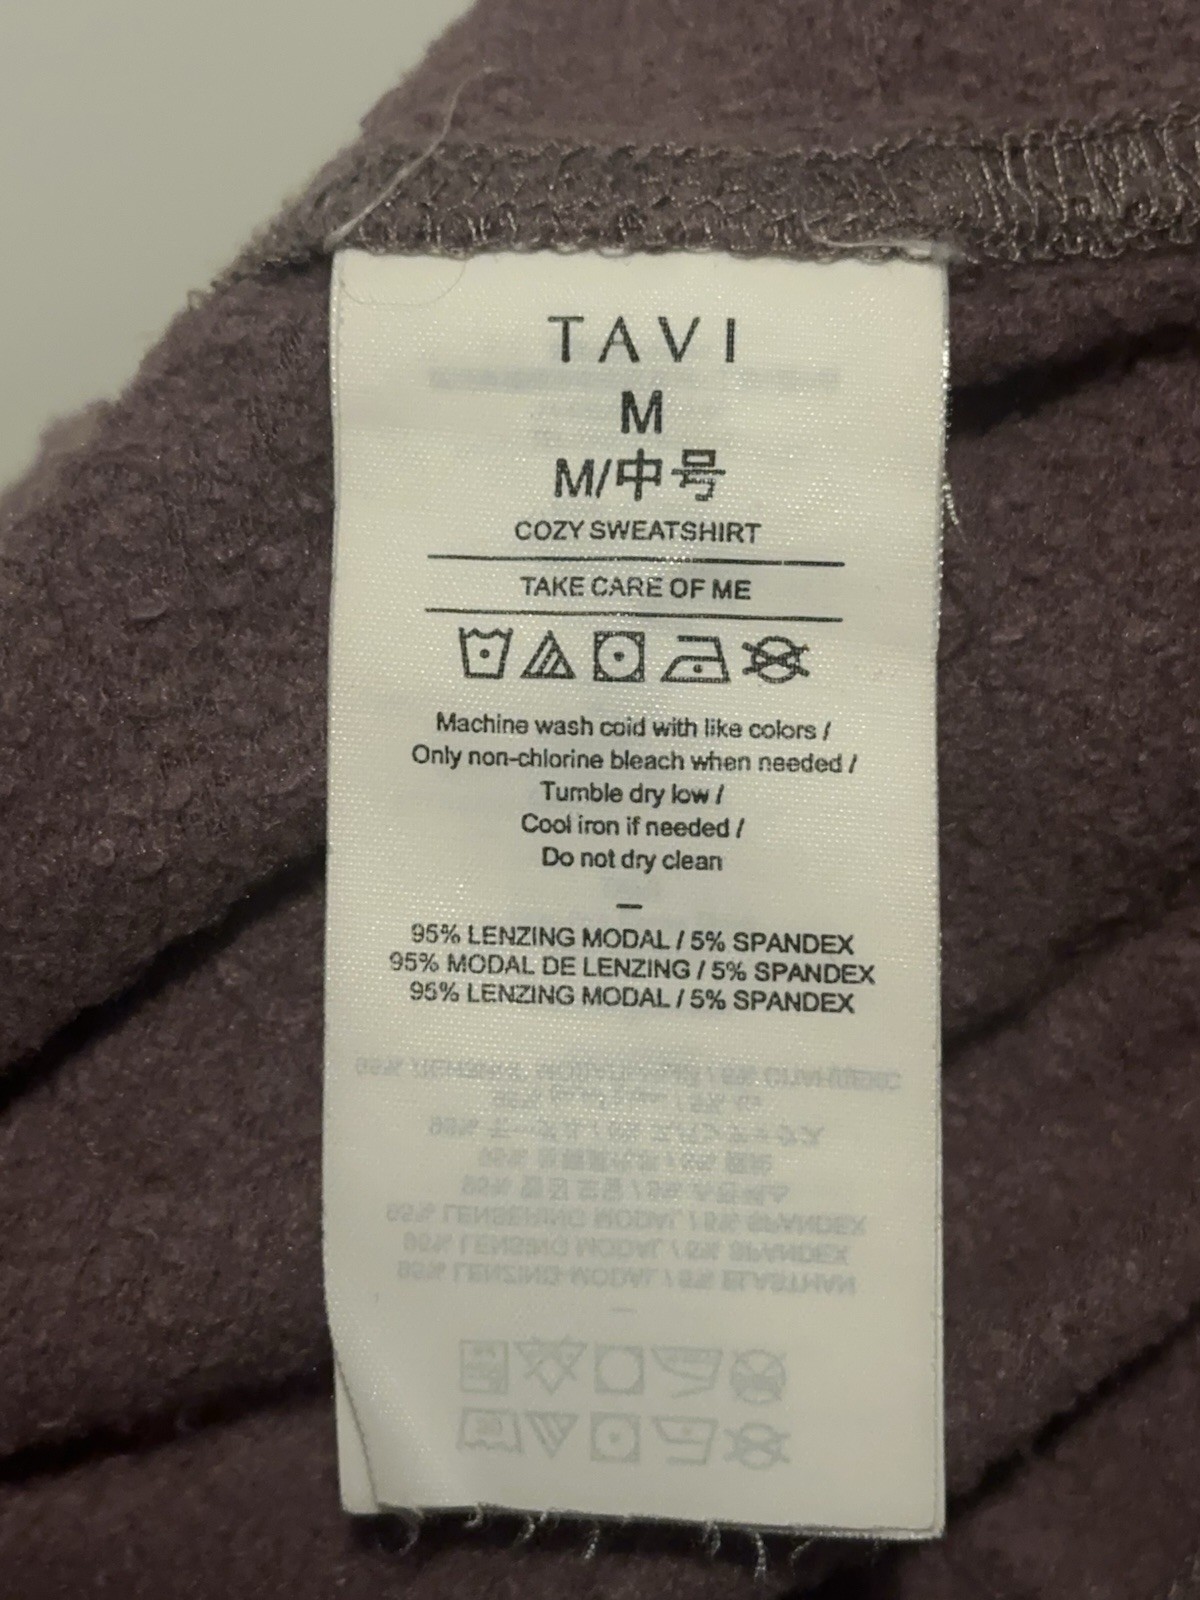 TAVI
M
M/中号
COZY SWEATSHIRT
TAKE CARE OF ME
Machine wash cold with like colors /
Only non-chlorine bleach when needed /
Tumble dry low /
Cool iron if needed /
Do not dry clean
–
95% LENZING MODAL / 5% SPANDEX
95% MODAL DE LENZING / 5% SPANDEX
95% LENZING MODAL / 5% SPANDEX